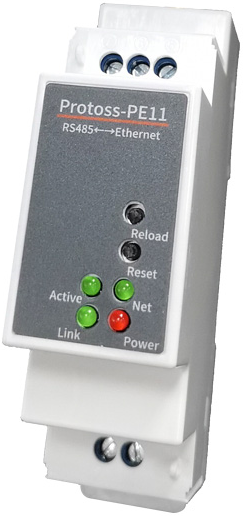 Protoss-PE11
RS485←→Ethernet
Reload
Reset
Active
Net
Link
Power